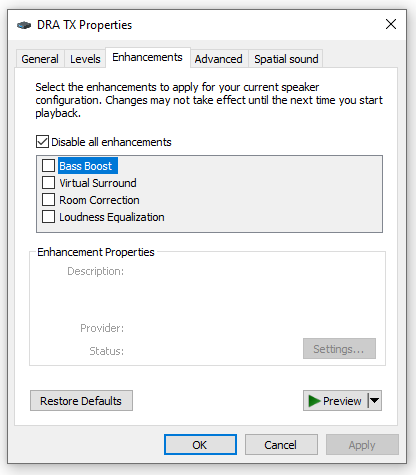 DRA TX Properties
General Levels Enhancements Advanced Spatial sound
Select the enhancements to apply for your current speaker
configuration. Changes may not take effect until the next time you start
playback.
Disable all enhancements
Bass Boost
Virtual Surround
Room Correction
Loudness Equalization
Enhancement Properties
Description:
Provider:
Status:
Settings...
Restore Defaults
Preview
OK Cancel Apply